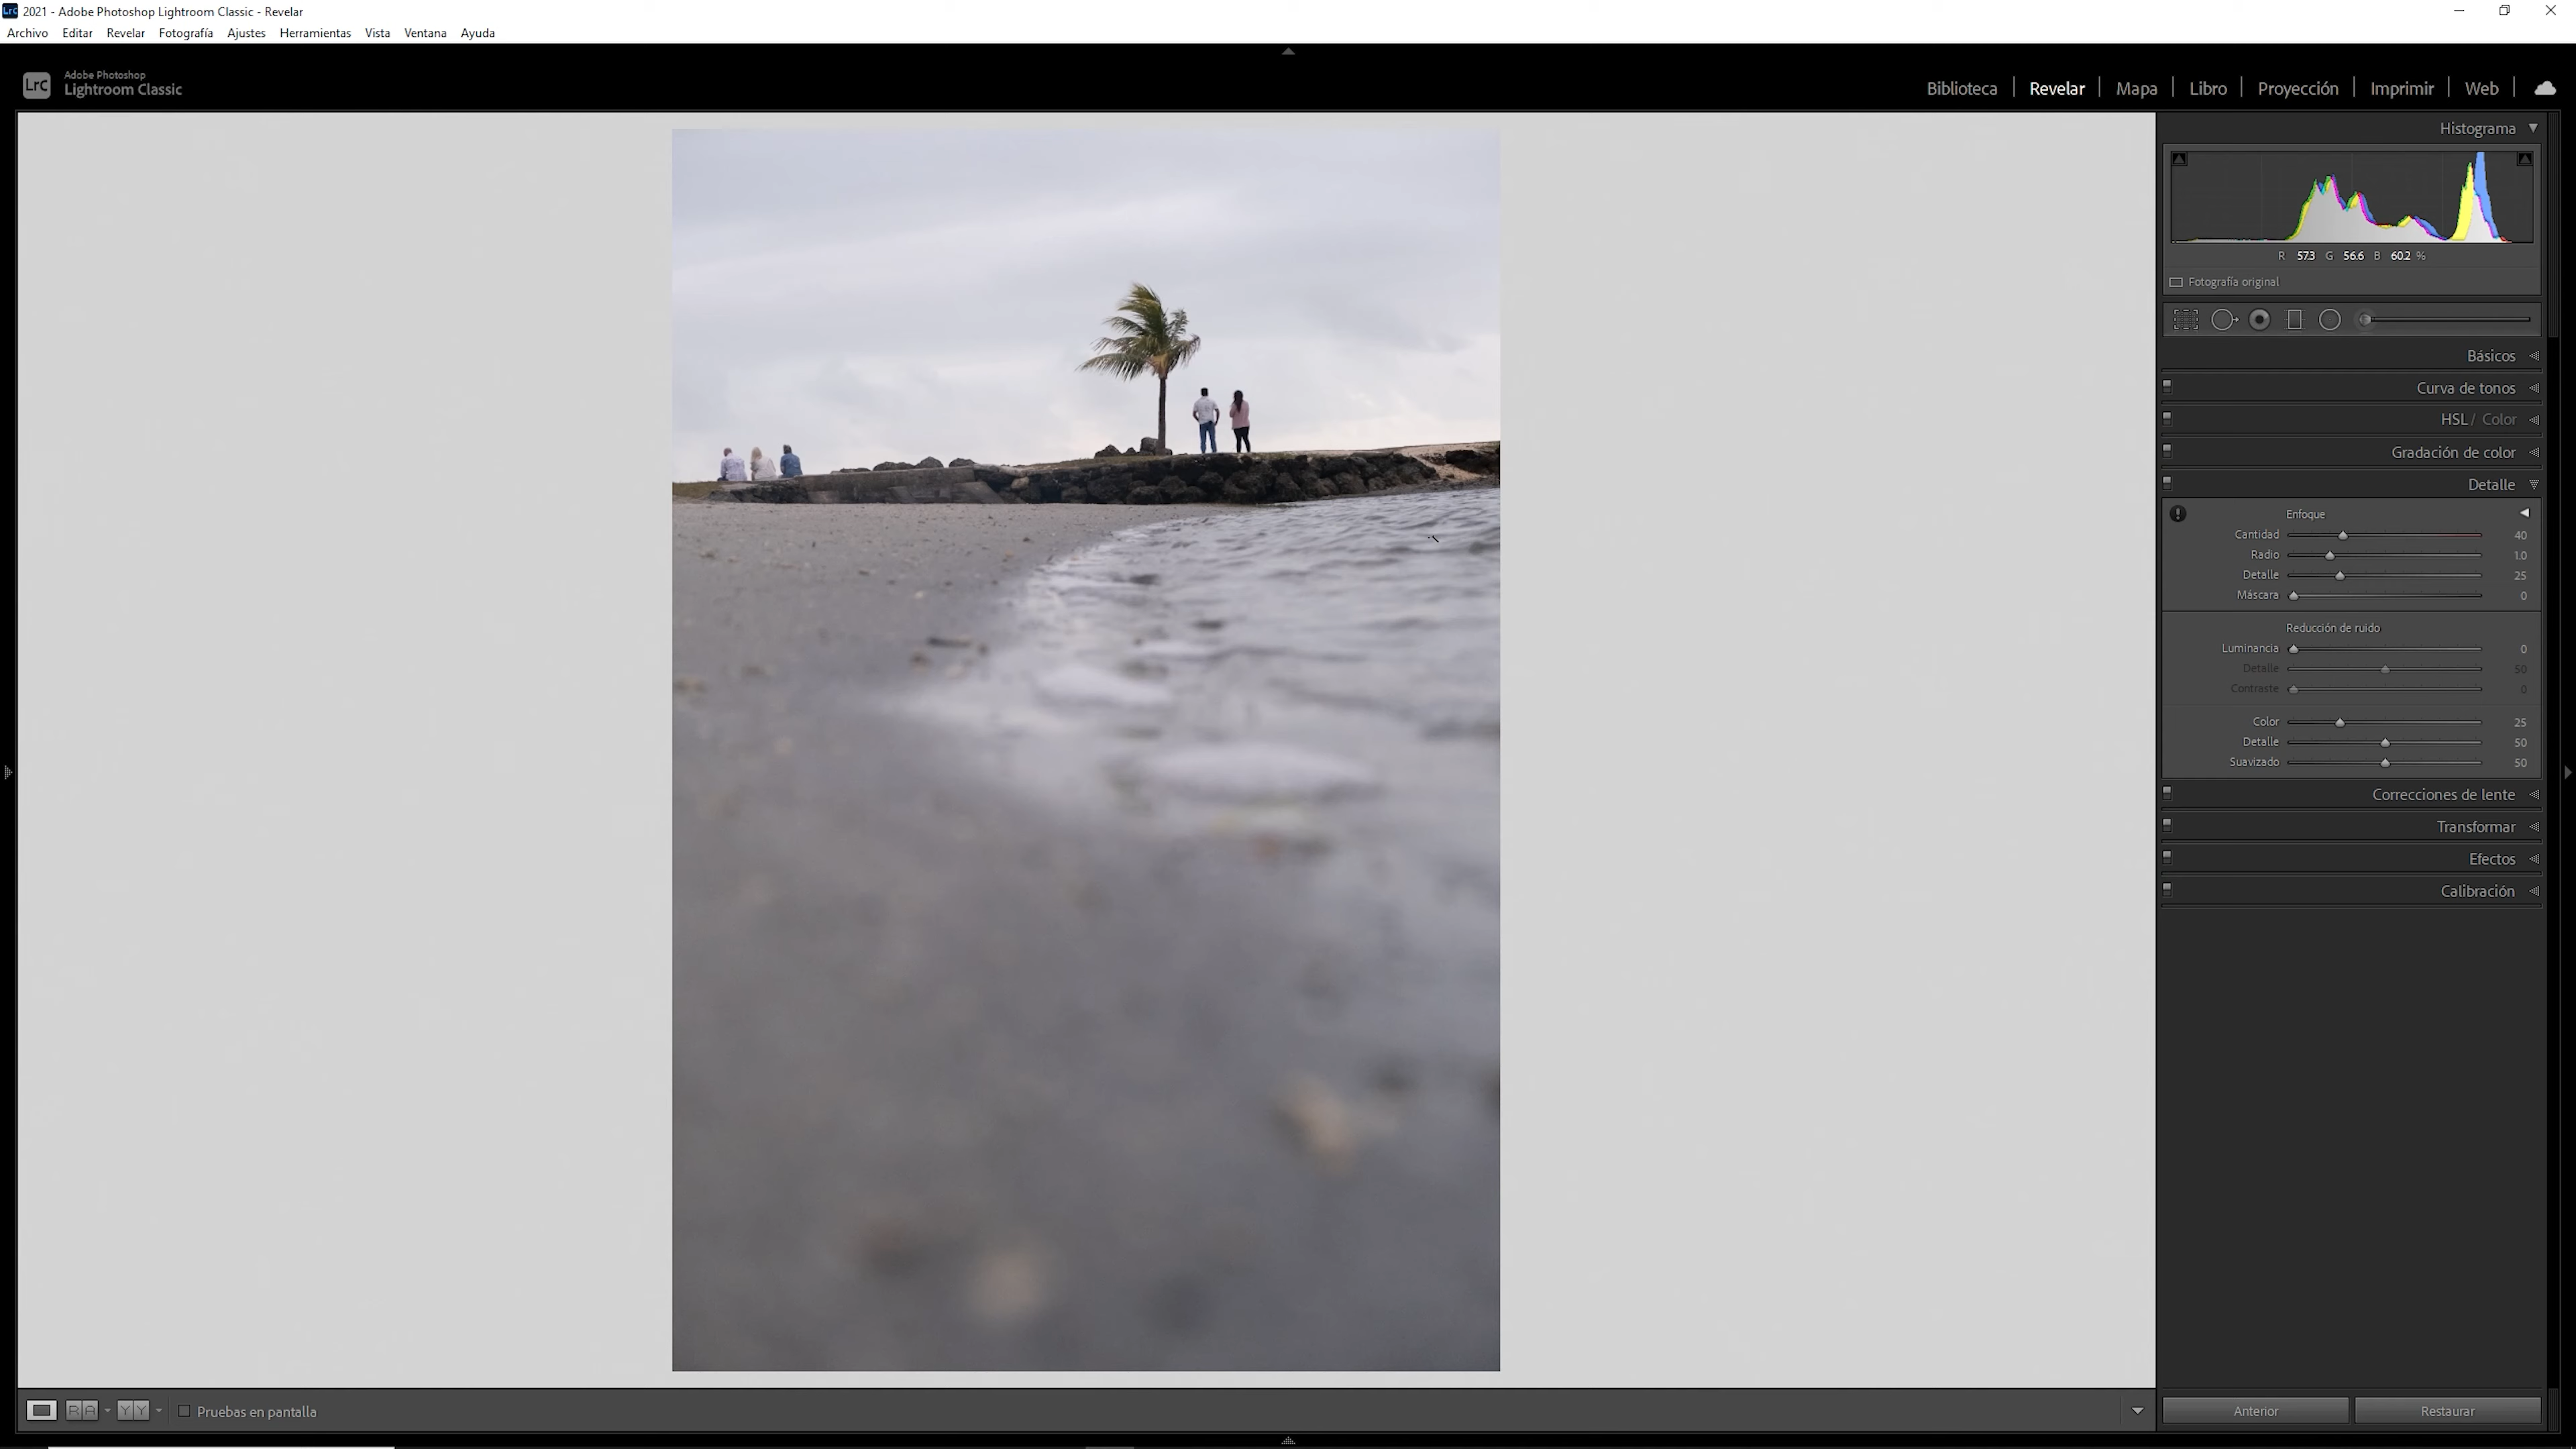 Lrc 2021 - Adobe Photoshop Lightroom Classic - Revelar
Archivo Editar Revelar Fotografía Ajustes Herramientas Vista Ventana Ayuda
LrC Adobe Photoshop
Lightroom Classic
Biblioteca | Revelar | Mapa | Libro | Proyección | Imprimir | Web |
Histograma
R 57.3 G 56.6 B 60.2 %
Fotografía original
Básicos
Curva de tonos
HSL / Color
Gradación de color
Detalle
Enfoque
Cantidad 40
Radio 1.0
Detalle 25
Máscara 0
Reducción de ruido
Luminancia 0
Detalle 50
Contraste 0
Color 25
Detalle 50
Suavizado 50
Correcciones de lente
Transformar
Efectos
Calibración
R A Y Y Pruebas en pantalla
Anterior Restaurar